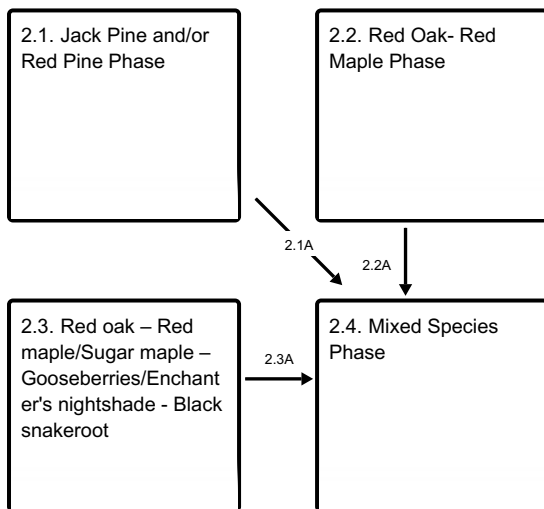 2.1. Jack Pine and/or
Red Pine Phase
2.2. Red Oak- Red
Maple Phase
2.1A
2.2A
2.3. Red oak – Red
maple/Sugar maple –
Gooseberries/Enchant
er's nightshade - Black
snakeroot
2.3A
2.4. Mixed Species
Phase